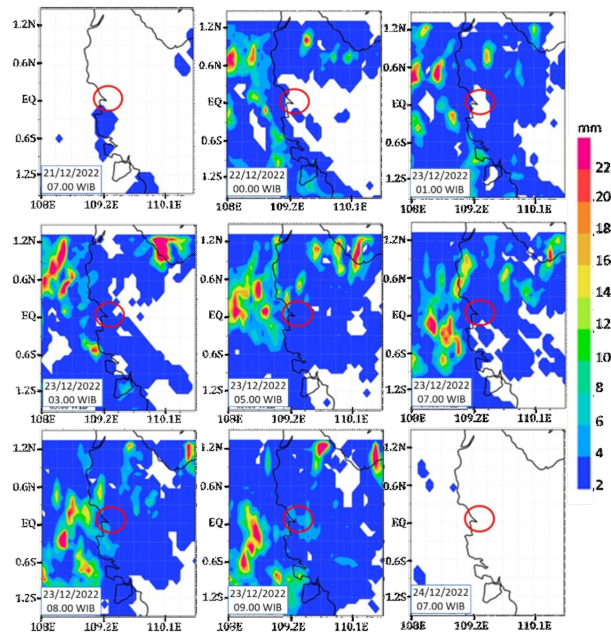 1.2N
0.6N
EQ
0.6S
1.2S
21/12/2022
07.00 WIB
108E
109.2E
110.1E
1.2N
0.6N
EQ
0.6S
1.2S
22/12/2022
00.00 WIB
108E
109.2E
110.1E
1.2N
0.6N
EQ
0.6S
1.2S
23/12/2022
01.00 WIB
108E
109.2E
110.1E
mm
22
20
18
16
14
12
10
8
6
4
2
1.2N
0.6N
EQ
0.6S
1.2S
23/12/2022
03.00 WIB
108E
109.2E
110.1E
1.2N
0.6N
EQ
0.6S
1.2S
23/12/2022
05.00 WIB
108E
109.2E
110.1E
1.2N
0.6N
EQ
0.6S
1.2S
23/12/2022
07.00 WIB
108E
109.2E
110.1E
1.2N
0.6N
EQ
0.6S
1.2S
23/12/2022
08.00 WIB
108E
109.2E
110.1E
1.2N
0.6N
EQ
0.6S
1.2S
23/12/2022
09.00 WIB
108E
109.2E
110.1E
1.2N
0.6N
EQ
0.6S
1.2S
24/12/2022
07.00 WIB
108E
109.2E
110.1E